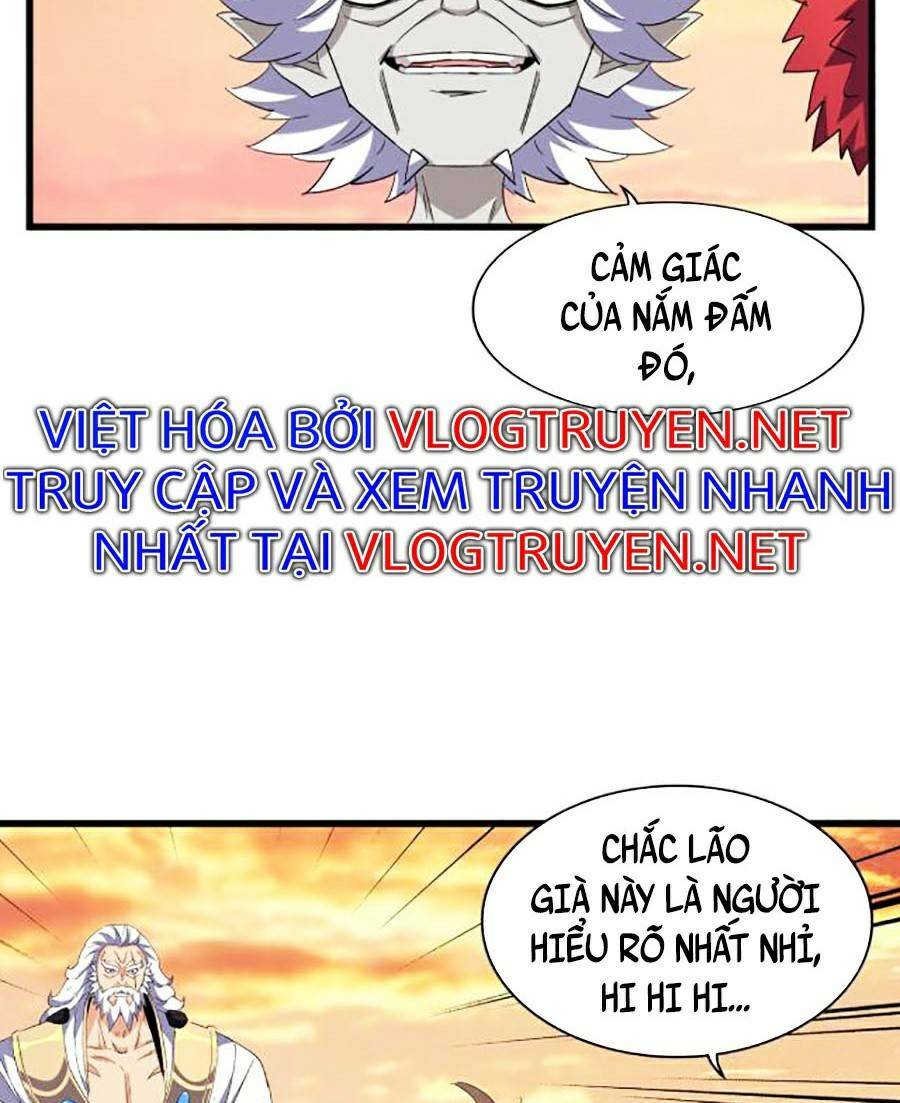 CẢM GIÁC
CỦA NẮM ĐẤM
ĐÓ,
VIỆT HÓA BỞI VLOGTRUYEN.NET
TRUY CẬP VÀ XEM TRUYỆN NHANH
NHẤT TẠI VLOGTRUYEN.NET
CHẮC LÃO
GIÀ NÀY LÀ NGƯỜI
HIỂU RÕ NHẤT NHỈ,
HI HI HI...